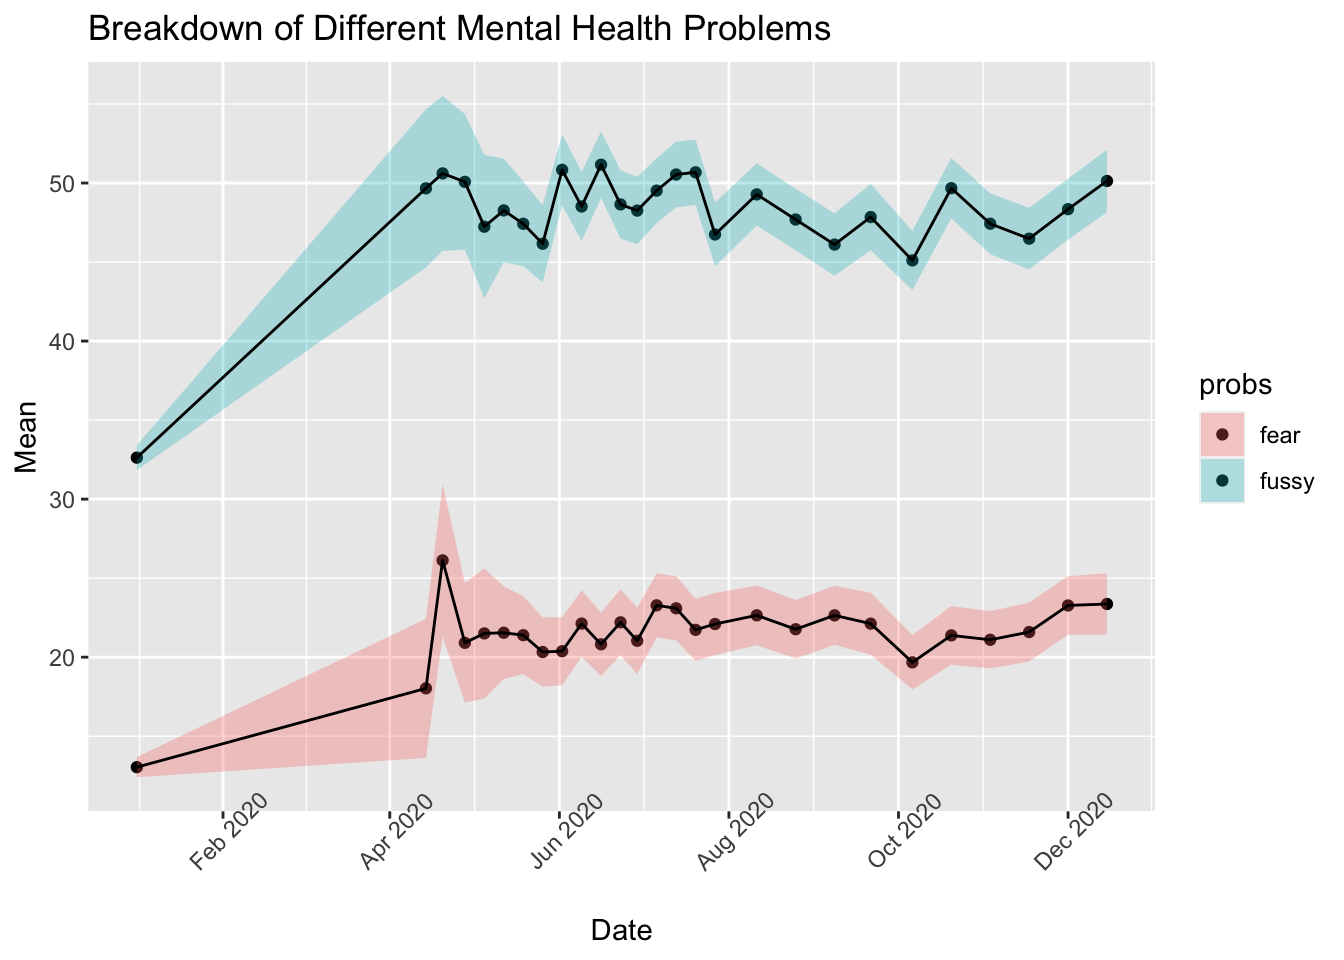 Breakdown of Different Mental Health Problems
50
40
30
20
Mean
Feb 2020
Apr 2020
Jun 2020
Aug 2020
Oct 2020
Dec 2020
Date
probs
fear
fussy